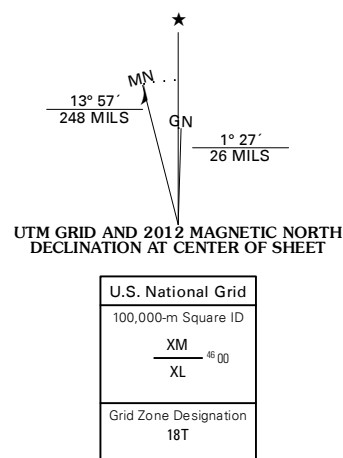 ★
MN
13° 57´
248 MILS
GN
1° 27´
26 MILS
UTM GRID AND 2012 MAGNETIC NORTH
DECLINATION AT CENTER OF SHEET
U.S. National Grid
100,000-m Square ID
XM
46 00
XL
Grid Zone Designation
18T